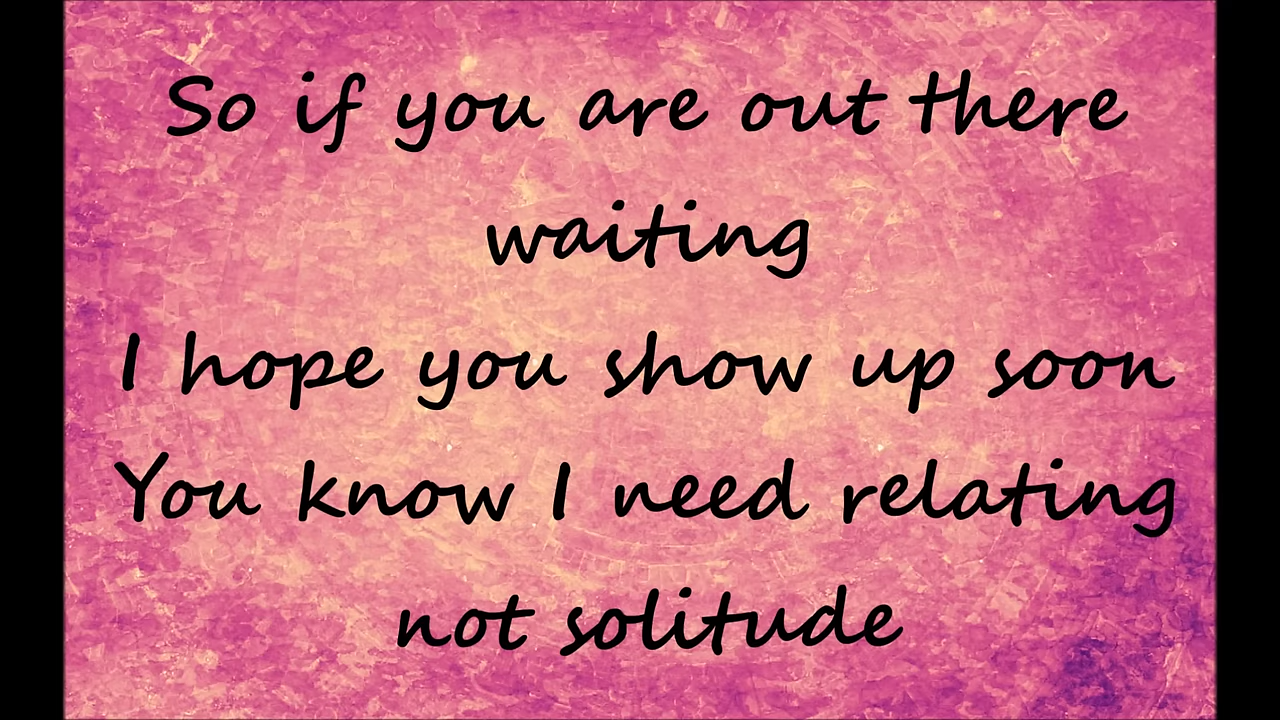 So if you are out there
waiting
I hope you show up soon
You know I need relating
not solitude